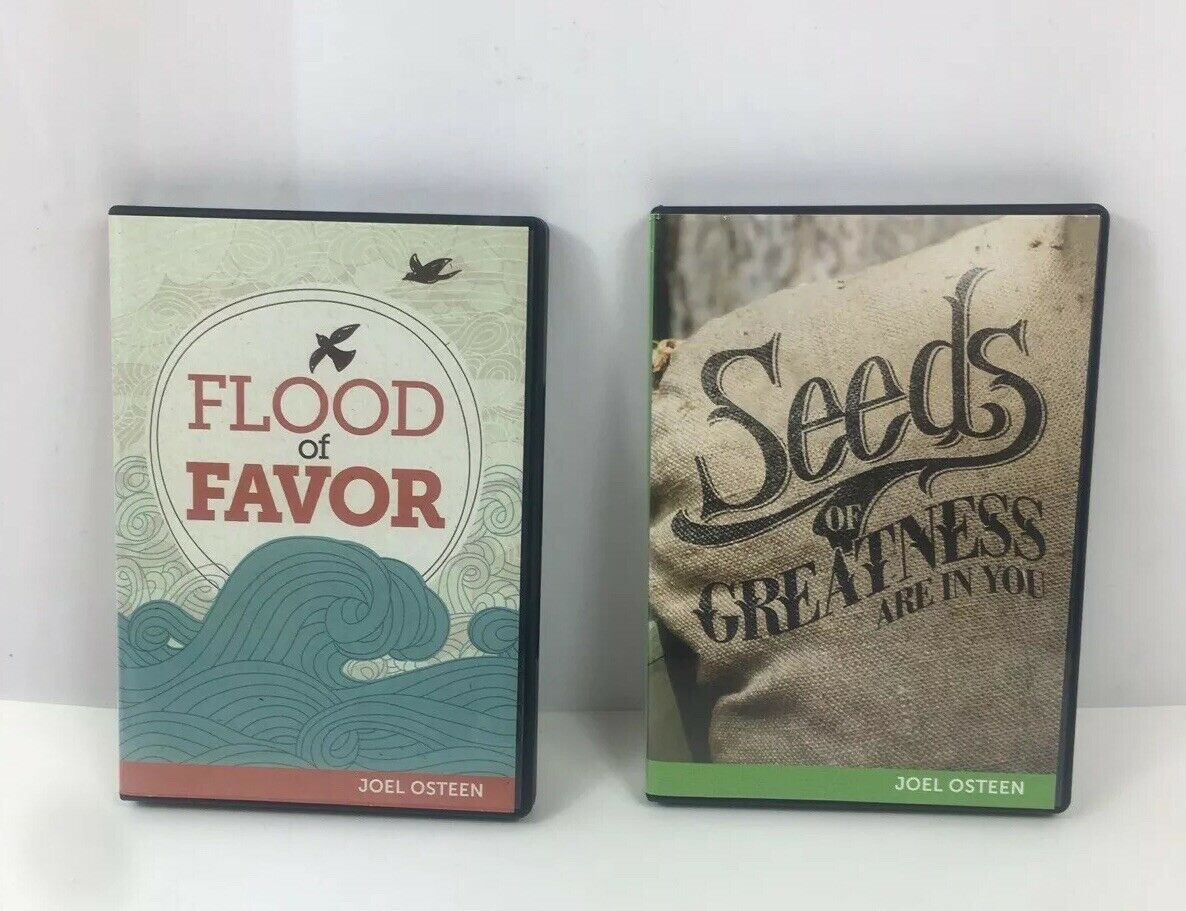 FLOOD
of
FAVOR
JOEL OSTEEN
Seeds
OF
GREATNESS
ARE IN YOU
JOEL OSTEEN